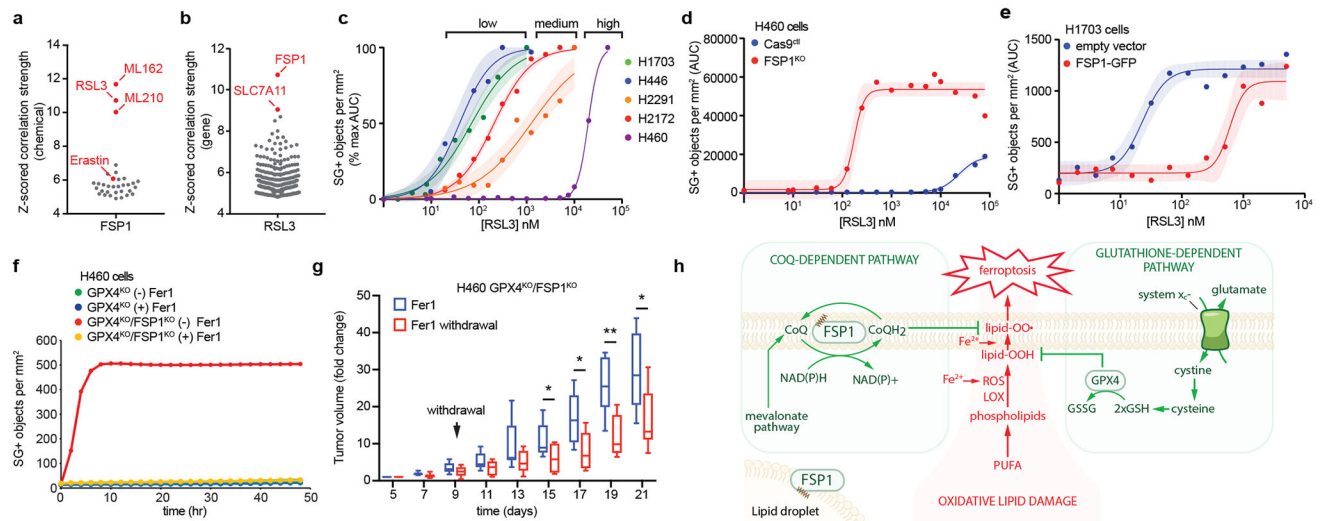 a
Z-scored correlation strength
(chemical)
14
12
10
8
6
4
ML162
RSL3
ML210
Erastin
FSP1
b
Z-scored correlation strength
(gene)
14
12
10
8
6
4
FSP1
SLC7A11
RSL3
c
low
medium
high
SG+ objects per mm²
(% max AUC)
100
50
0
H1703
H446
H2291
H2172
H460
10¹
10²
10³
10⁴
10⁵
[RSL3] nM
d
H460 cells
Cas9ctl
FSP1KO
SG+ objects per mm² (AUC)
80000
60000
40000
20000
0
10¹
10²
10³
10⁴
10⁵
[RSL3] nM
e
H1703 cells
empty vector
FSP1-GFP
SG+ objects per mm² (AUC)
1500
1000
500
0
10¹
10²
10³
10⁴
[RSL3] nM
f
H460 cells
GPX4KO (-) Fer1
GPX4KO (+) Fer1
GPX4KO/FSP1KO (-) Fer1
GPX4KO/FSP1KO (+) Fer1
SG+ objects per mm²
600
500
400
300
200
100
0
0
10
20
30
40
50
time (hr)
g
H460 GPX4KO/FSP1KO
Fer1
Fer1 withdrawal
Tumor volume (fold change)
50
40
30
20
10
0
withdrawal
*
*
**
*
5
7
9
11
13
15
17
19
21
time (days)
h
COQ-DEPENDENT PATHWAY
ferroptosis
GLUTATHIONE-DEPENDENT
PATHWAY
system xc-
glutamate
CoQ
FSP1
CoQH2
lipid-OO•
Fe²⁺
lipid-OOH
NAD(P)H
NAD(P)+
Fe²⁺
ROS
LOX
GPX4
cystine
GSSG
2xGSH
cysteine
mevalonate
pathway
phospholipids
PUFA
FSP1
Lipid droplet
OXIDATIVE LIPID DAMAGE